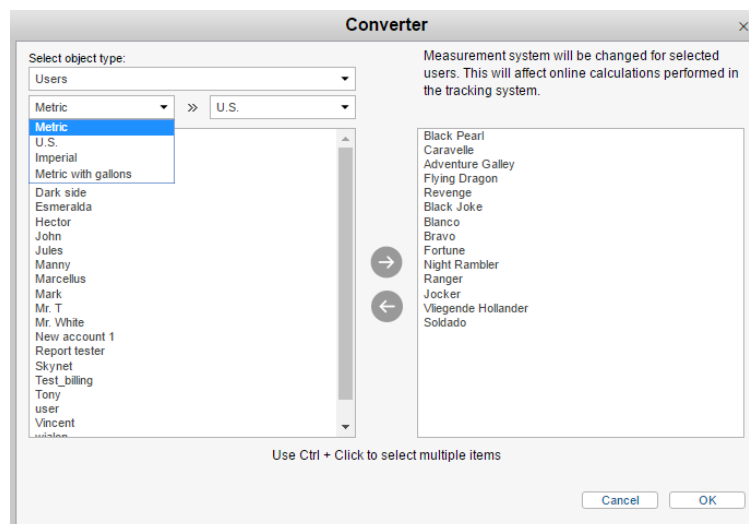 Converter
×
Select object type:
Users
Metric » U.S.
Metric
U.S.
Imperial
Metric with gallons
Dark side
Esmeralda
Hector
John
Jules
Manny
Marcellus
Mark
Mr. T
Mr. White
New account 1
Report tester
Skynet
Test_billing
Tony
user
Vincent
wialon
Measurement system will be changed for selected
users. This will affect online calculations performed in
the tracking system.
Black Pearl
Caravelle
Adventure Galley
Flying Dragon
Revenge
Black Joke
Blanco
Bravo
Fortune
Night Rambler
Ranger
Jocker
Vliegende Hollander
Soldado
Use Ctrl + Click to select multiple items
Cancel OK